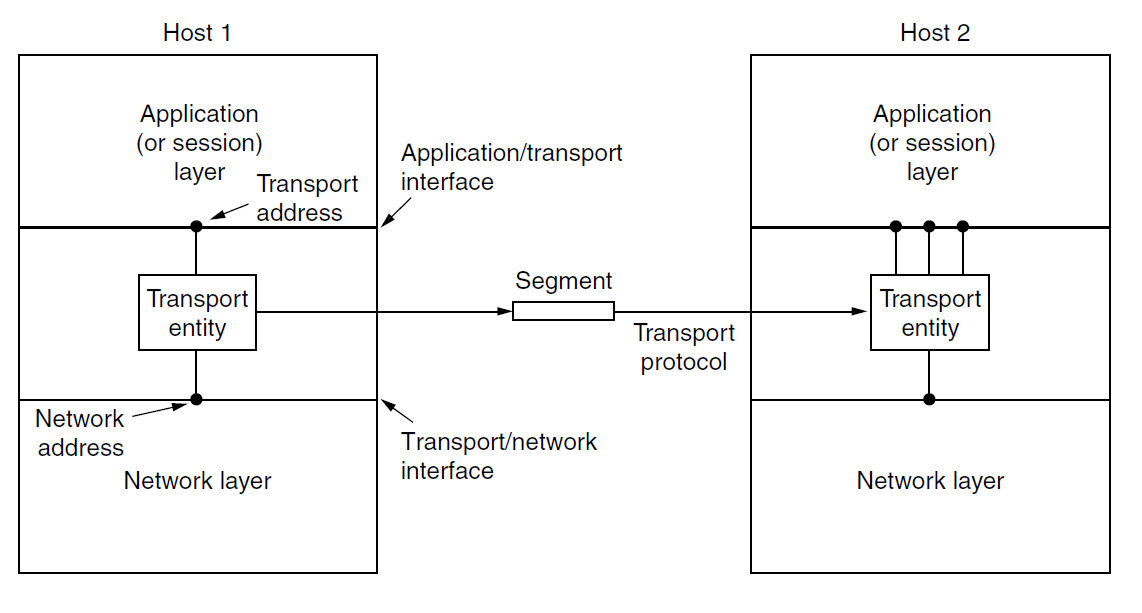 Host 1
Host 2
Application
(or session)
layer
Transport
address
Application/transport
interface
Application
(or session)
layer
Transport
entity
Segment
Transport
protocol
Transport
entity
Network
address
Network layer
Transport/network
interface
Network layer